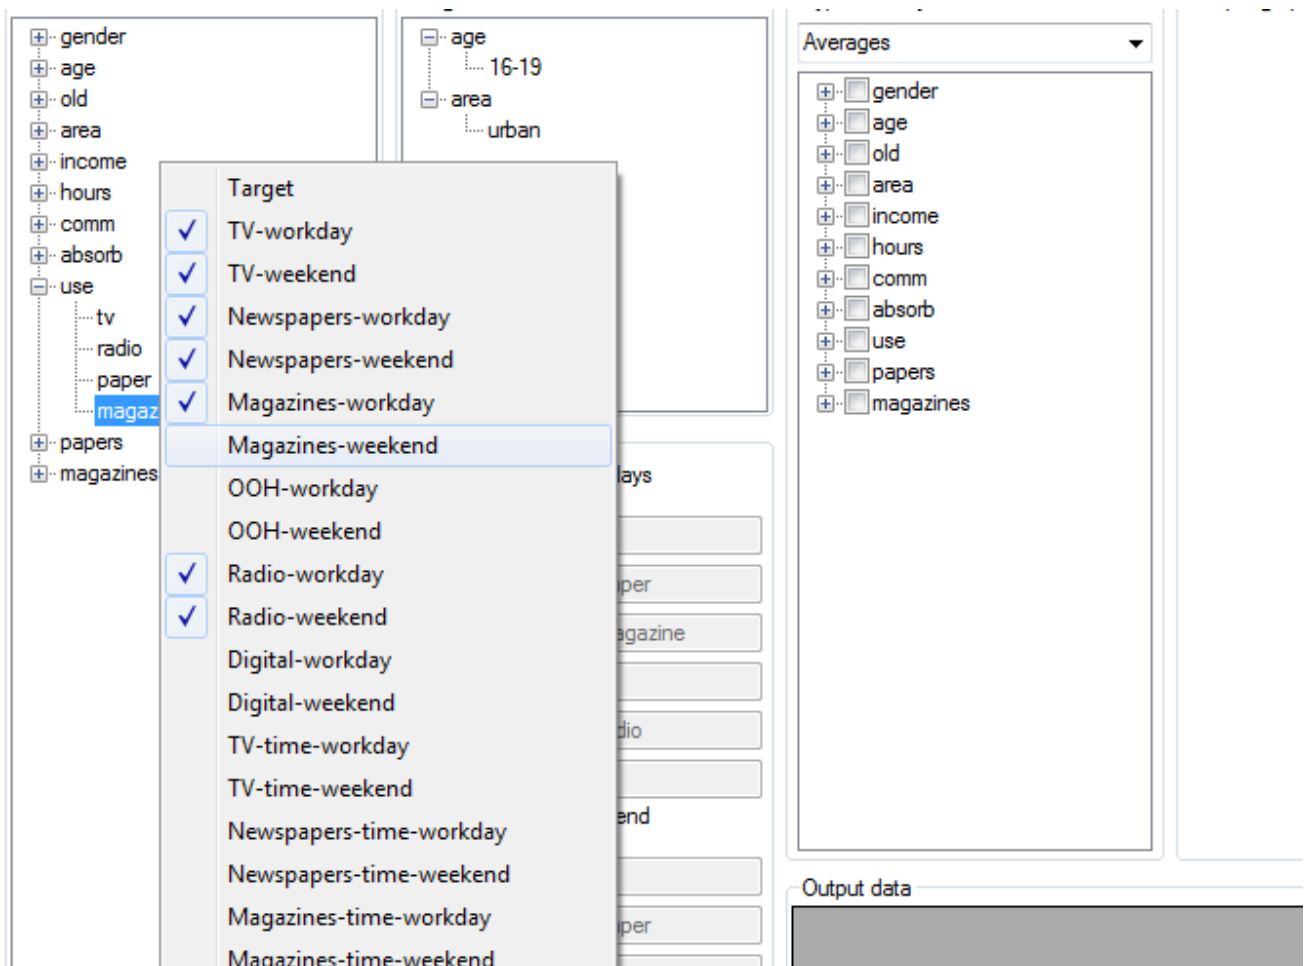 gender
age
old
area
income
hours
comm
absorb
use
tv
radio
paper
magaz
papers
magazines
age
16-19
area
urban
Target
TV-workday
TV-weekend
Newspapers-workday
Newspapers-weekend
Magazines-workday
Magazines-weekend
OOH-workday
OOH-weekend
Radio-workday
Radio-weekend
Digital-workday
Digital-weekend
TV-time-workday
TV-time-weekend
Newspapers-time-workday
Newspapers-time-weekend
Magazines-time-workday
Magazines-time-weekend
lays
aper
agazine
dio
end
aper
Averages
gender
age
old
area
income
hours
comm
absorb
use
papers
magazines
Output data